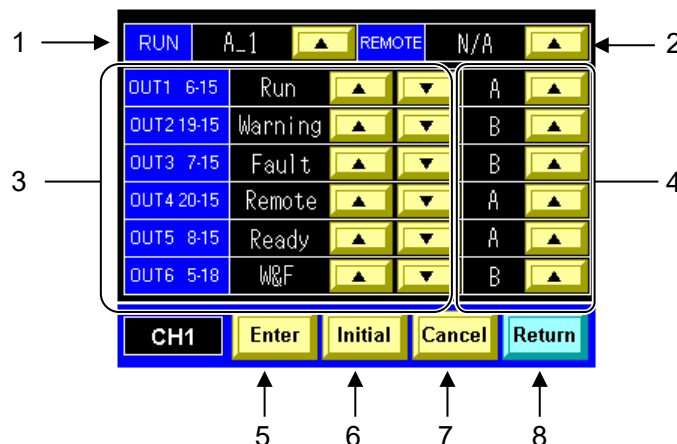 1 RUN A_1 ▲ REMOTE N/A ▲ 2
OUT1 6-15 Run ▲ ▼ A ▲
OUT2 19-15 Warning ▲ ▼ B ▲
OUT3 7-15 Fault ▲ ▼ B ▲
3 4
OUT4 20-15 Remote ▲ ▼ A ▲
OUT5 8-15 Ready ▲ ▼ A ▲
OUT6 5-18 W&F ▲ ▼ B ▲
CH1 Enter Initial Cancel Return
5 6 7 8